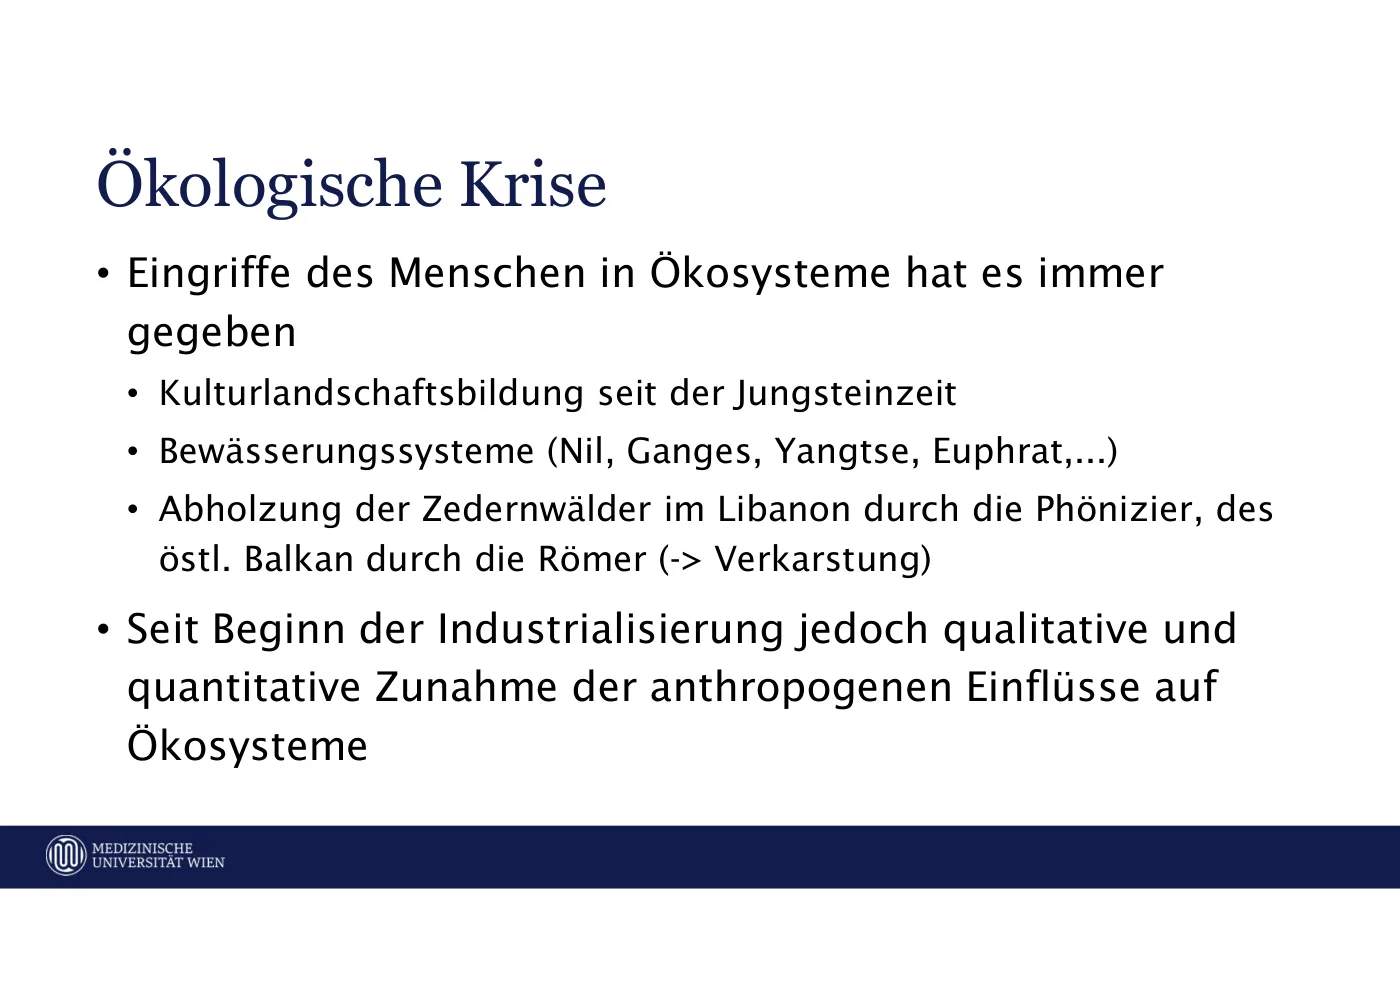 Ökologische Krise
• Eingriffe des Menschen in Ökosysteme hat es immer
gegeben
• Kulturlandschaftsbildung seit der Jungsteinzeit
• Bewässerungssysteme (Nil, Ganges, Yangtse, Euphrat,...)
• Abholzung der Zedernwälder im Libanon durch die Phönizier, des
östl. Balkan durch die Römer (-> Verkarstung)
• Seit Beginn der Industrialisierung jedoch qualitative und
quantitative Zunahme der anthropogenen Einflüsse auf
Ökosysteme
MEDIZINISCHE
UNIVERSITÄT WIEN